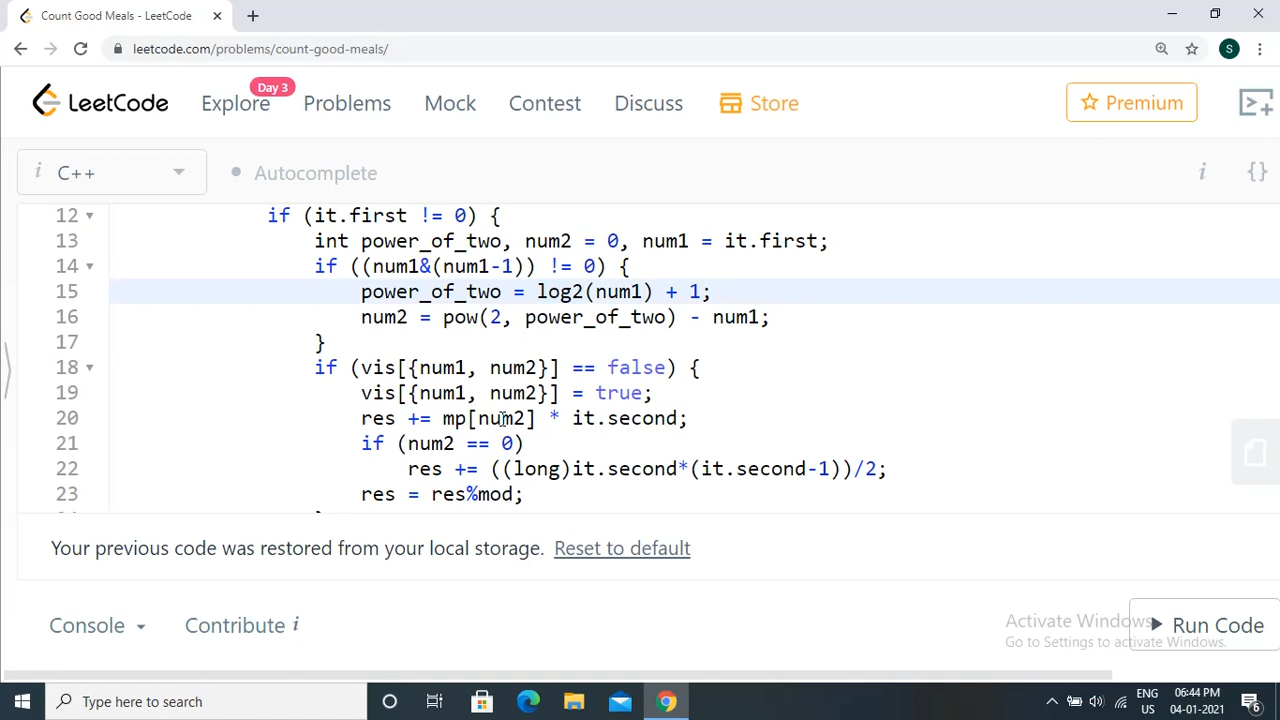 Count Good Meals - LeetCode
leetcode.com/problems/count-good-meals/
S
LeetCode
Explore
Day 3
Problems
Mock
Contest
Discuss
Store
Premium
i
C++
Autocomplete
i
{}
12 if (it.first != 0) {
13 int power_of_two, num2 = 0, num1 = it.first;
14 if ((num1&(num1-1)) != 0) {
15 power_of_two = log2(num1) + 1;
16 num2 = pow(2, power_of_two) - num1;
17 }
18 if (vis[{num1, num2}] == false) {
19 vis[{num1, num2}] = true;
20 res += mp[num2] * it.second;
21 if (num2 == 0)
22 res += ((long)it.second*(it.second-1))/2;
23 res = res%mod;
Your previous code was restored from your local storage. Reset to default
Console
Contribute i
Run Code
Activate Windows
Go to Settings to activate Windows.
Type here to search
ENG
US
06:44 PM
04-01-2021
6